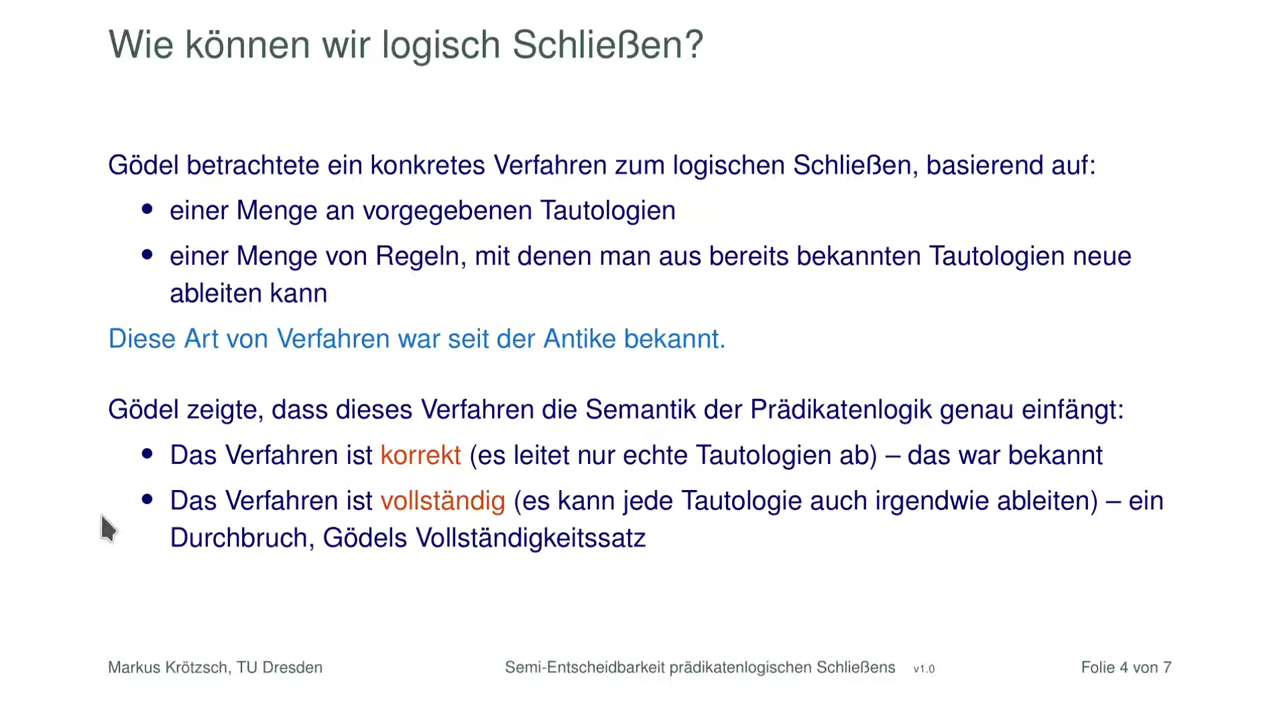 Wie können wir logisch Schließen?
Gödel betrachtete ein konkretes Verfahren zum logischen Schließen, basierend auf:
• einer Menge an vorgegebenen Tautologien
• einer Menge von Regeln, mit denen man aus bereits bekannten Tautologien neue
ableiten kann
Diese Art von Verfahren war seit der Antike bekannt.
Gödel zeigte, dass dieses Verfahren die Semantik der Prädikatenlogik genau einfängt:
• Das Verfahren ist korrekt (es leitet nur echte Tautologien ab) – das war bekannt
• Das Verfahren ist vollständig (es kann jede Tautologie auch irgendwie ableiten) – ein
Durchbruch, Gödels Vollständigkeitssatz
Markus Krötzsch, TU Dresden Semi-Entscheidbarkeit prädikatenlogischen Schließens v1.0 Folie 4 von 7